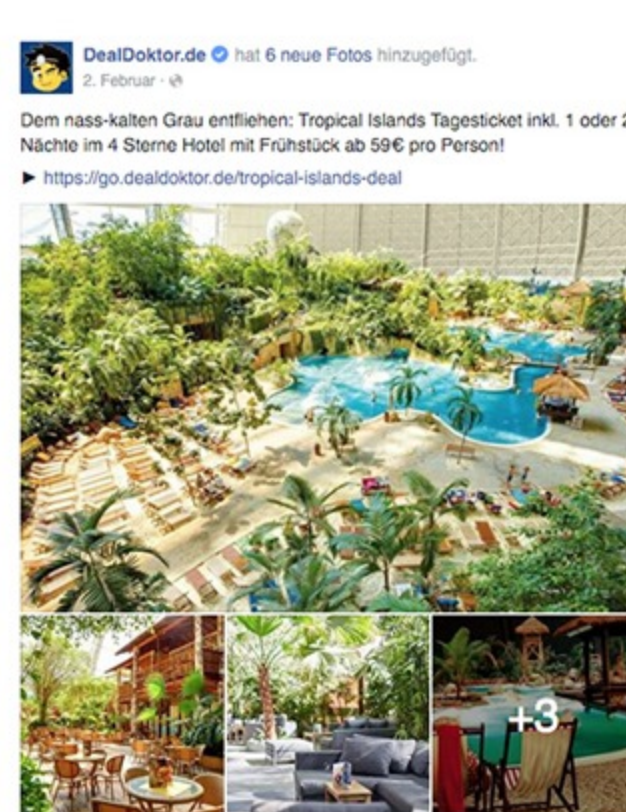 DealDoktor.de hat 6 neue Fotos hinzugefügt.
2. Februar ·
Dem nass-kalten Grau entfliehen: Tropical Islands Tagesticket inkl. 1 oder 2
Nächte im 4 Sterne Hotel mit Frühstück ab 59€ pro Person!
► https://go.dealdoktor.de/tropical-islands-deal
+3